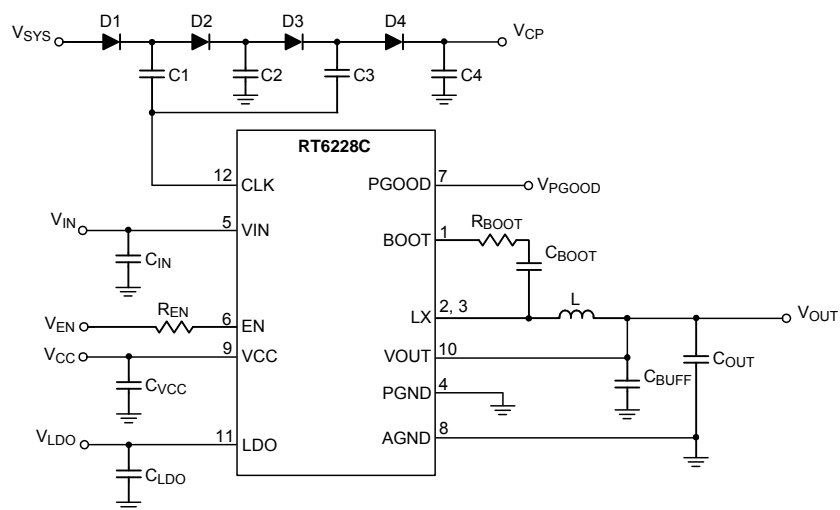 D1 D2 D3 D4
VSYS VCP
C1 C2 C3 C4
RT6228C
12 CLK
PGOOD 7 VPGOOD
VIN 5 VIN
BOOT 1 RBOOT
CIN
CBOOT
L
VEN REN 6 EN
LX 2, 3
VOUT
VCC 9 VCC
VOUT 10
CVCC
CBUFF COUT
PGND 4
VLDO 11 LDO
AGND 8
CLDO